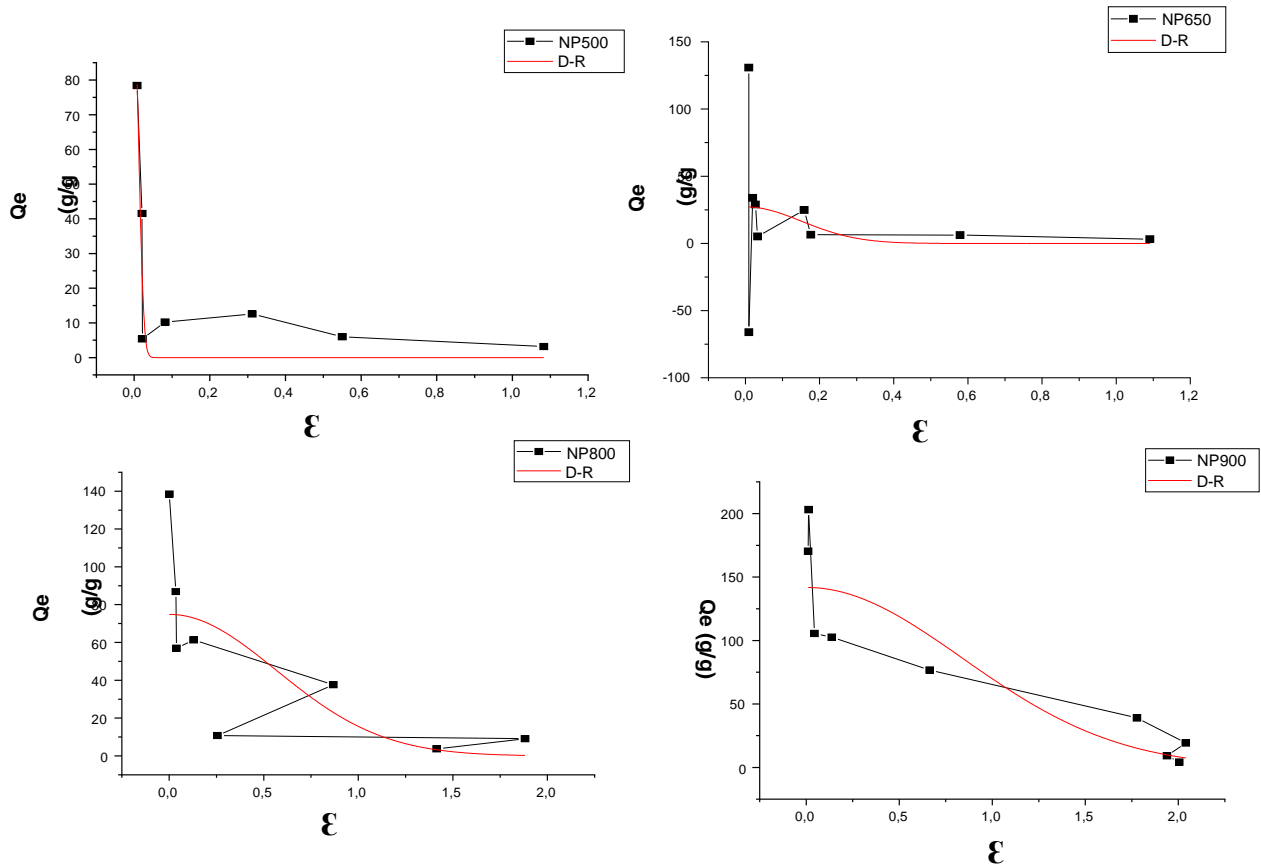 NP500
D-R
80
70
60
50
40
30
20
10
0
Qe
(g/g
0,0 0,2 0,4 0,6 0,8 1,0 1,2
ε
NP650
D-R
150
100
50
0
-50
-100
Qe
(g/g
0,0 0,2 0,4 0,6 0,8 1,0 1,2
ε
NP800
D-R
140
120
100
80
60
40
20
0
Qe
(g/g
0,0 0,5 1,0 1,5 2,0
ε
NP900
D-R
200
150
100
50
0
Qe (g/g)
0,0 0,5 1,0 1,5 2,0
ε